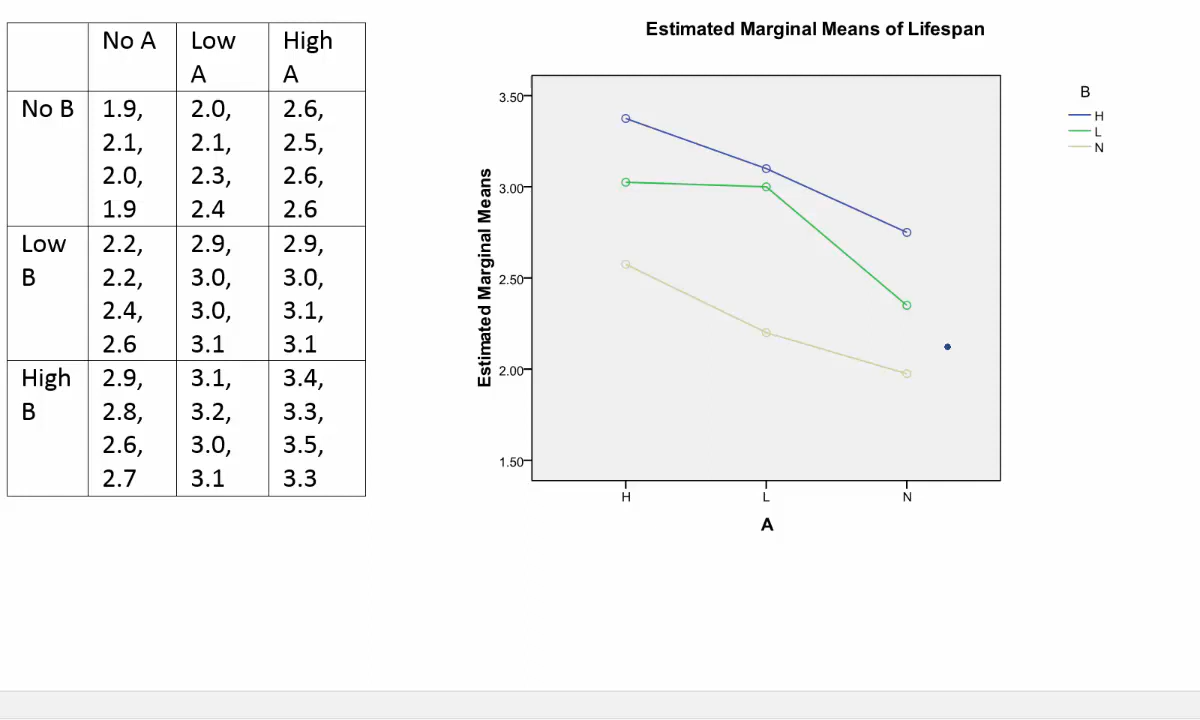 No A
Low
A
High
A
No B
1.9,
2.1,
2.0,
1.9
2.0,
2.1,
2.3,
2.4
2.6,
2.5,
2.6,
2.6
Low
B
2.2,
2.2,
2.4,
2.6
2.9,
3.0,
3.0,
3.1
2.9,
3.0,
3.1,
3.1
High
B
2.9,
2.8,
2.6,
2.7
3.1,
3.2,
3.0,
3.1
3.4,
3.3,
3.5,
3.3
Estimated Marginal Means of Lifespan
Estimated Marginal Means
3.50
3.00
2.50
2.00
1.50
H
L
N
A
B
H
L
N